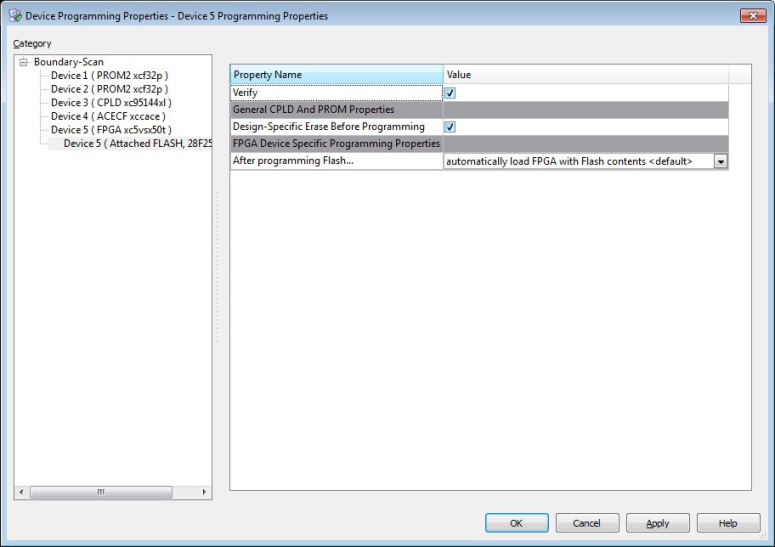 Device Programming Properties - Device 5 Programming Properties
Category
Boundary-Scan
Device 1 ( PROM2 xcf32p )
Device 2 ( PROM2 xcf32p )
Device 3 ( CPLD xc95144xl )
Device 4 ( ACECF xccace )
Device 5 ( FPGA xc5vsx50t )
Device 5 ( Attached FLASH, 28F25
Property Name Value
Verify
General CPLD And PROM Properties
Design-Specific Erase Before Programming
FPGA Device Specific Programming Properties
After programming Flash... automatically load FPGA with Flash contents <default>
OK Cancel Apply Help